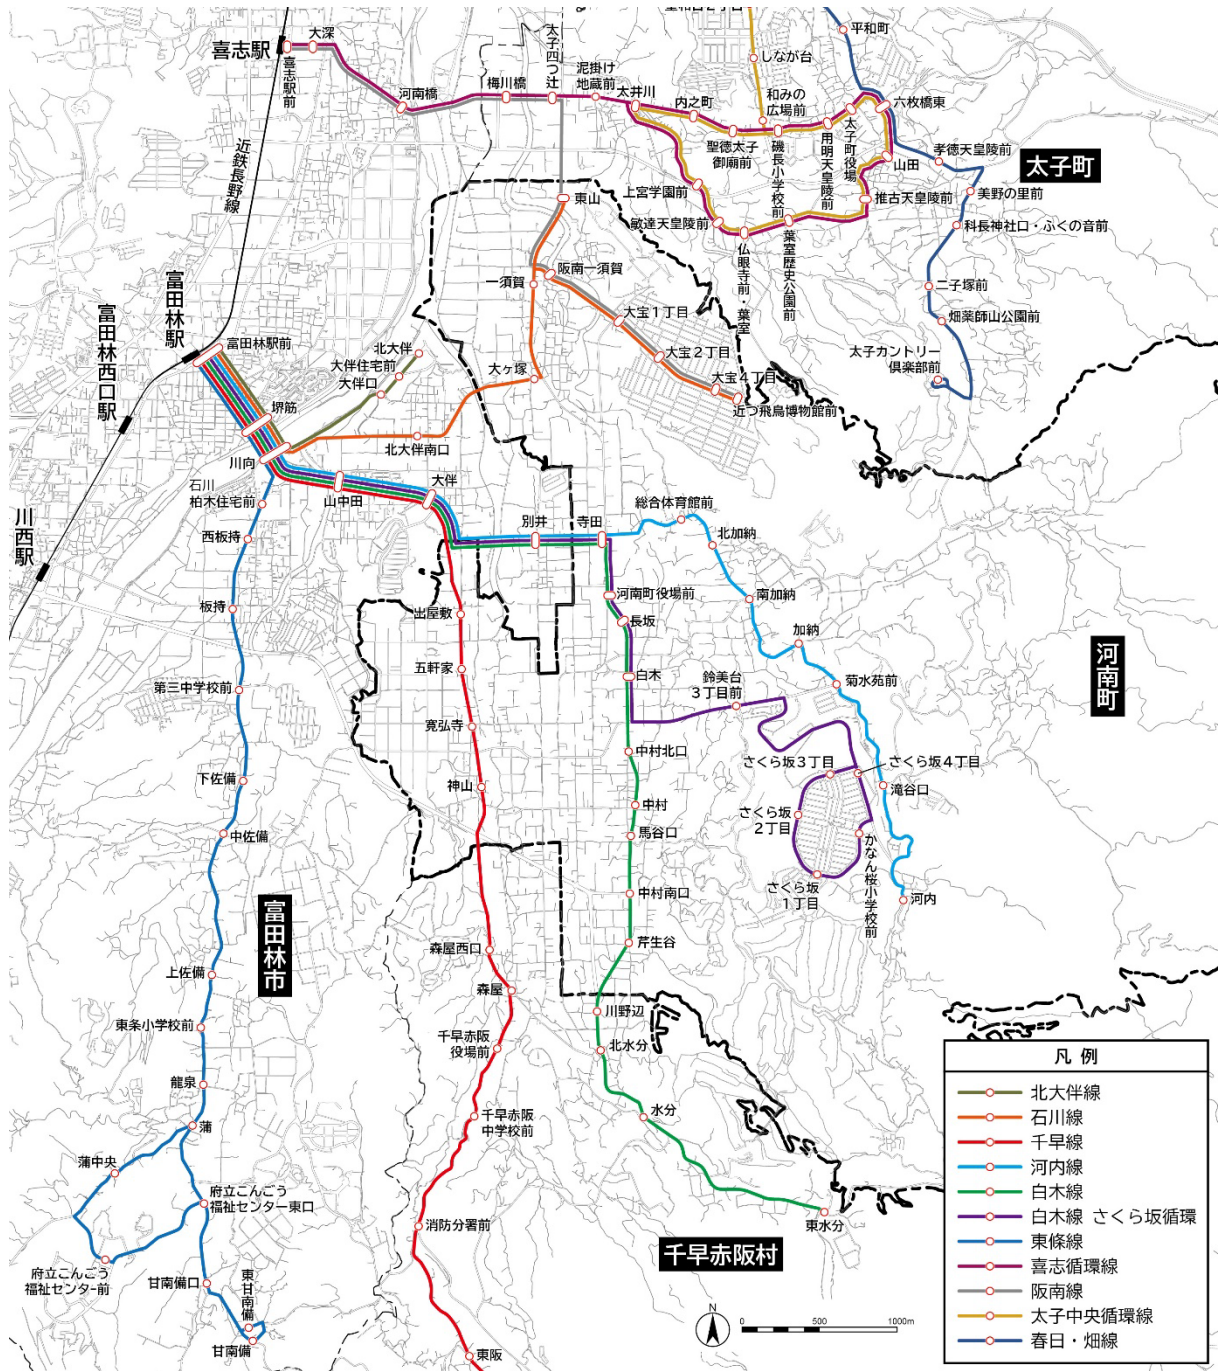 喜志駅
大深
喜志駅前
河南橋
梅川橋
太子四つ辻
泥掛け
地蔵前
太井川
内之町
聖徳太子
御廟前
しなが台
和みの
広場前
磯長小学校前
用明天皇陵前
太子町役場
平和町
六枚橋東
山田
推古天皇陵前
孝徳天皇陵前
太子町
美野の里前
科長神社口・ふくの音前
二子塚前
畑薬師山公園前
太子カントリー
倶楽部前
上宮学園前
敏達天皇陵前
仏眼寺前・葉室
葉室歴史公園前
近鉄長野線
東山
阪南一須賀
一須賀
大宝1丁目
大宝2丁目
大宝4丁目
近つ飛鳥博物館前
大ヶ塚
富田林駅
富田林西口駅
川西駅
富田林駅前
堺筋
川向
北大伴
大伴住宅前
大伴口
北大伴南口
石川
柏木住宅前
山中田
大伴
別井
寺田
総合体育館前
北加納
南加納
加納
菊水苑前
滝谷口
河内
河南町
西板持
板持
第三中学校前
下佐備
中佐備
上佐備
東条小学校前
龍泉
蒲
蒲中央
府立こんごう
福祉センター東口
府立こんごう
福祉センター前
甘南備口
東甘南備
甘南備
富田林市
出屋敷
五軒家
寛弘寺
神山
森屋西口
森屋
千早赤阪
役場前
千早赤阪
中学校前
消防分署前
東阪
河南町役場前
長坂
白木
鈴美台
3丁目前
さくら坂3丁目
さくら坂4丁目
さくら坂
2丁目
さくら坂
1丁目
かなん桜小学校前
中村北口
中村
馬谷口
中村南口
芹生谷
川野辺
北水分
水分
東水分
千早赤阪村
N
0 500 1000m
凡 例
北大伴線
石川線
千早線
河内線
白木線
白木線 さくら坂循環
東條線
喜志循環線
阪南線
太子中央循環線
春日・畑線